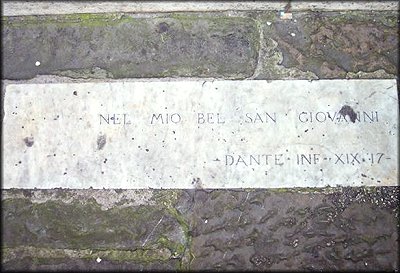 NEL MIO BEL SAN GIOVANNI
-DANTE · INF · XIX · 17-